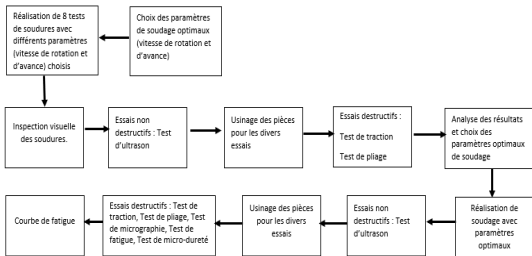 Réalisation de 8 tests
de soudures avec
différents paramètres
(vitesse de rotation et
d'avance) choisis
Choix des paramètres
de soudage optimaux
(vitesse de rotation et
d'avance)
Inspection visuelle
des soudures.
Essais non
destructifs : Test
d'ultrason
Usinage des pièces
pour les divers
essais
Essais destructifs :
Test de traction
Test de pliage
Analyse des résultats
et choix des
paramètres optimaux
de soudage
Courbe de fatigue
Essais destructifs : Test de
traction, Test de pliage, Test
de micrographie, Test de
fatigue, Test de micro-dureté
Usinage des pièces
pour les divers
essais
Essais non
destructifs : Test
d'ultrason
Réalisation de
soudage avec
paramètres
optimaux